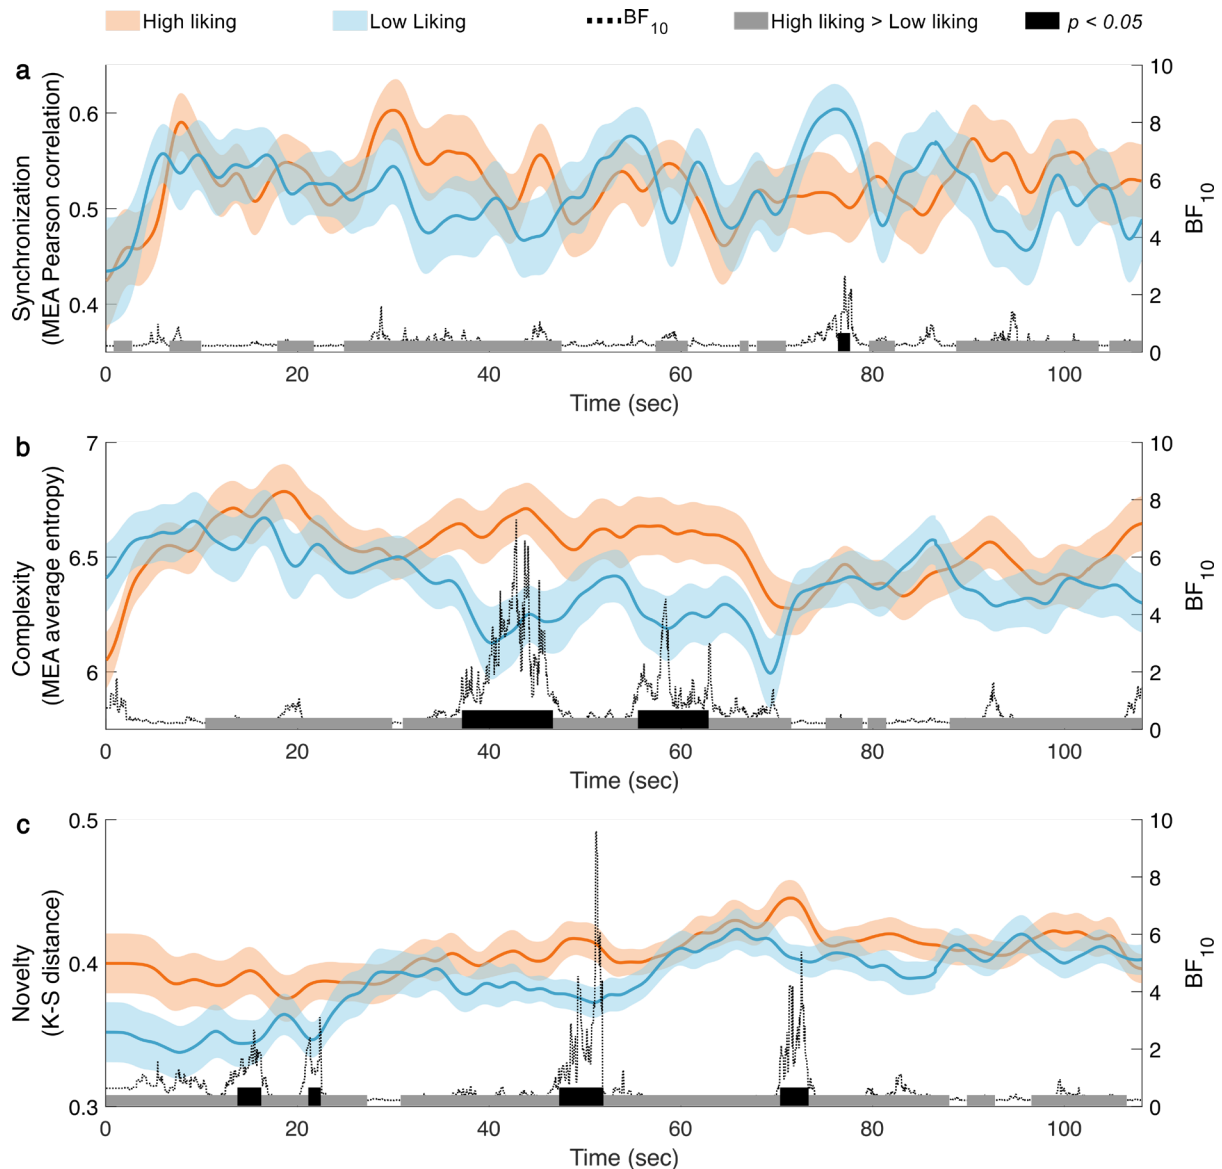 High liking Low Liking BF10 High liking > Low liking p < 0.05
a
Synchronization
(MEA Pearson correlation)
0.6
0.5
0.4
10
8
6
4
2
0
BF10
0 20 40 60 80 100
Time (sec)
b
Complexity
(MEA average entropy)
7
6.5
6
10
8
6
4
2
0
BF10
0 20 40 60 80 100
Time (sec)
c
Novelty
(K-S distance)
0.5
0.4
0.3
10
8
6
4
2
0
BF10
0 20 40 60 80 100
Time (sec)